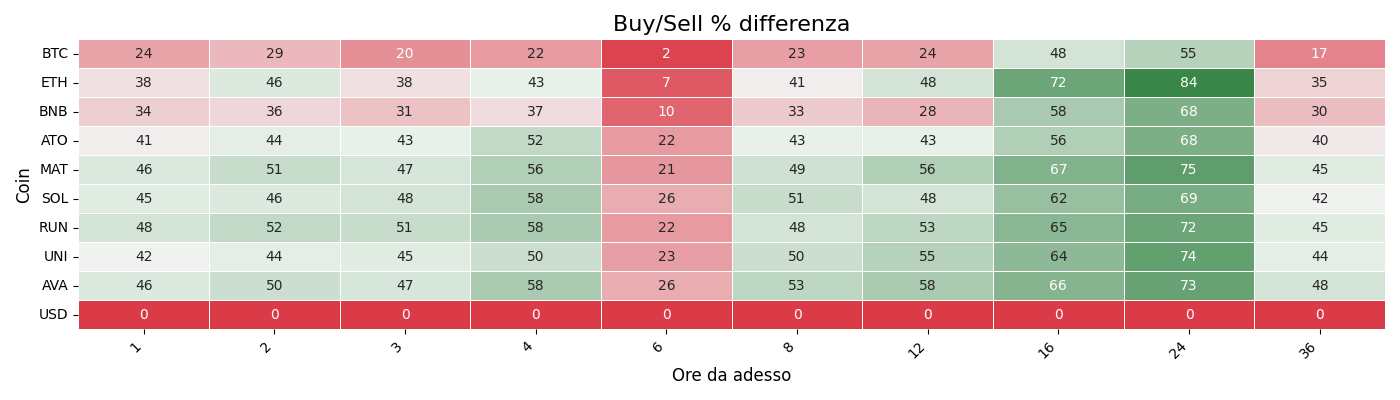 Buy/Sell % differenza
Coin
BTC 24 29 20 22 2 23 24 48 55 17
ETH 38 46 38 43 7 41 48 72 84 35
BNB 34 36 31 37 10 33 28 58 68 30
ATO 41 44 43 52 22 43 43 56 68 40
MAT 46 51 47 56 21 49 56 67 75 45
SOL 45 46 48 58 26 51 48 62 69 42
RUN 48 52 51 58 22 48 53 65 72 45
UNI 42 44 45 50 23 50 55 64 74 44
AVA 46 50 47 58 26 53 58 66 73 48
USD 0 0 0 0 0 0 0 0 0 0
1 2 3 4 6 8 12 16 24 36
Ore da adesso